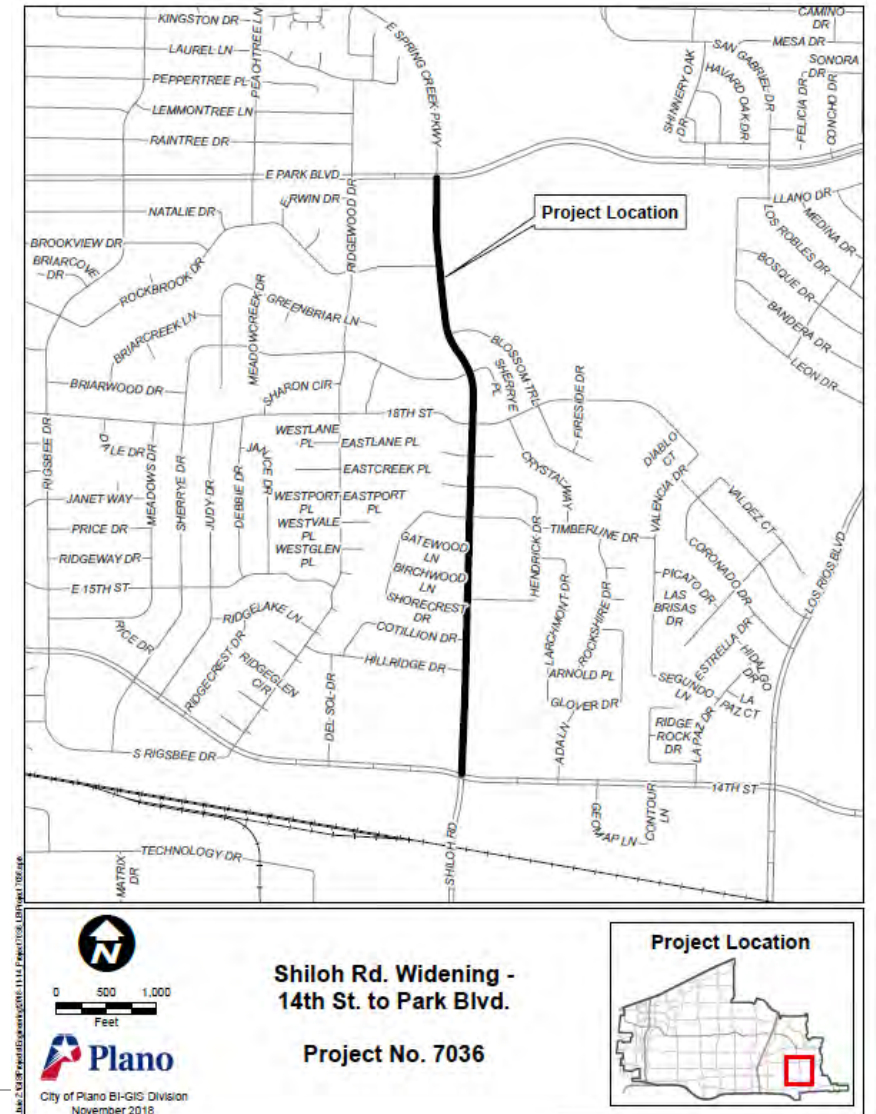 KINGSTON DR
LAUREL LN
PEPPERTREE PL
LEMMONTREE LN
RAINTREE DR
PEACHTREE LN
E SPRING CREEK PKWY
CAMINO
DR
MESA DR
SAN GABRIEL DR
SONORA
DR
SHINNERY OAK
DR
HAVARD OAK DR
FELICIA DR
CONCHO DR
E PARK BLVD
NATALIE DR
ERWIN DR
RIDGEWOOD DR
Project Location
LLANO DR
MEDINA DR
LOS ROBLES DR
BOSQUE DR
BANDERA DR
LEON DR
BROOKVIEW DR
BRIARCOVE
DR
ROCKBROOK DR
BRIARCREEK LN
MEADOWCREEK DR
GREENBRIAR LN
BRIARWOOD DR
SHARON CIR
BLOSSOM TRL
SHERRYE
PL
FIRESIDE DR
18TH ST
RIGSBEE DR
DALE DR
MEADOWS DR
SHERRYE DR
JUDY DR
DEBBIE DR
JANICE DR
WESTLANE
PL
EASTLANE PL
EASTCREEK PL
WESTPORT
PL
EASTPORT
PL
WESTVALE
PL
WESTGLEN
PL
JANET WAY
PRICE DR
RIDGEWAY DR
E 15TH ST
CRYSTAL WAY
DIABLO
CT
VALENCIA DR
VALDEZ CT
TIMBERLINE DR
HENDRICK DR
CORONADO DR
LOS RIOS BLVD
GATEWOOD
LN
BIRCHWOOD
LN
SHORECREST
DR
COTILLION DR
HILLRIDGE DR
PICATO DR
LAS
BRISAS
DR
LARCHMONT DR
ROCKSHIRE DR
ARNOLD PL
GLOVER DR
ESTRELLA DR
HIDALGO
DR
SEGUNDO
LN
LA
PAZ CT
LA PAZ DR
RIDGE
ROCK
DR
RICE DR
RIDGELAKE LN
RIDGECREST DR
RIDGEGLEN
CIR
DEL SOL DR
S RIGSBEE DR
ADA LN
14TH ST
GEOMAP LN
CONTOUR
LN
TECHNOLOGY DR
MATRIX
DR
SHILOH RD
N
0 500 1,000
Feet
Plano
City of Plano BI-GIS Division
November 2018
Shiloh Rd. Widening -
14th St. to Park Blvd.
Project No. 7036
Project Location